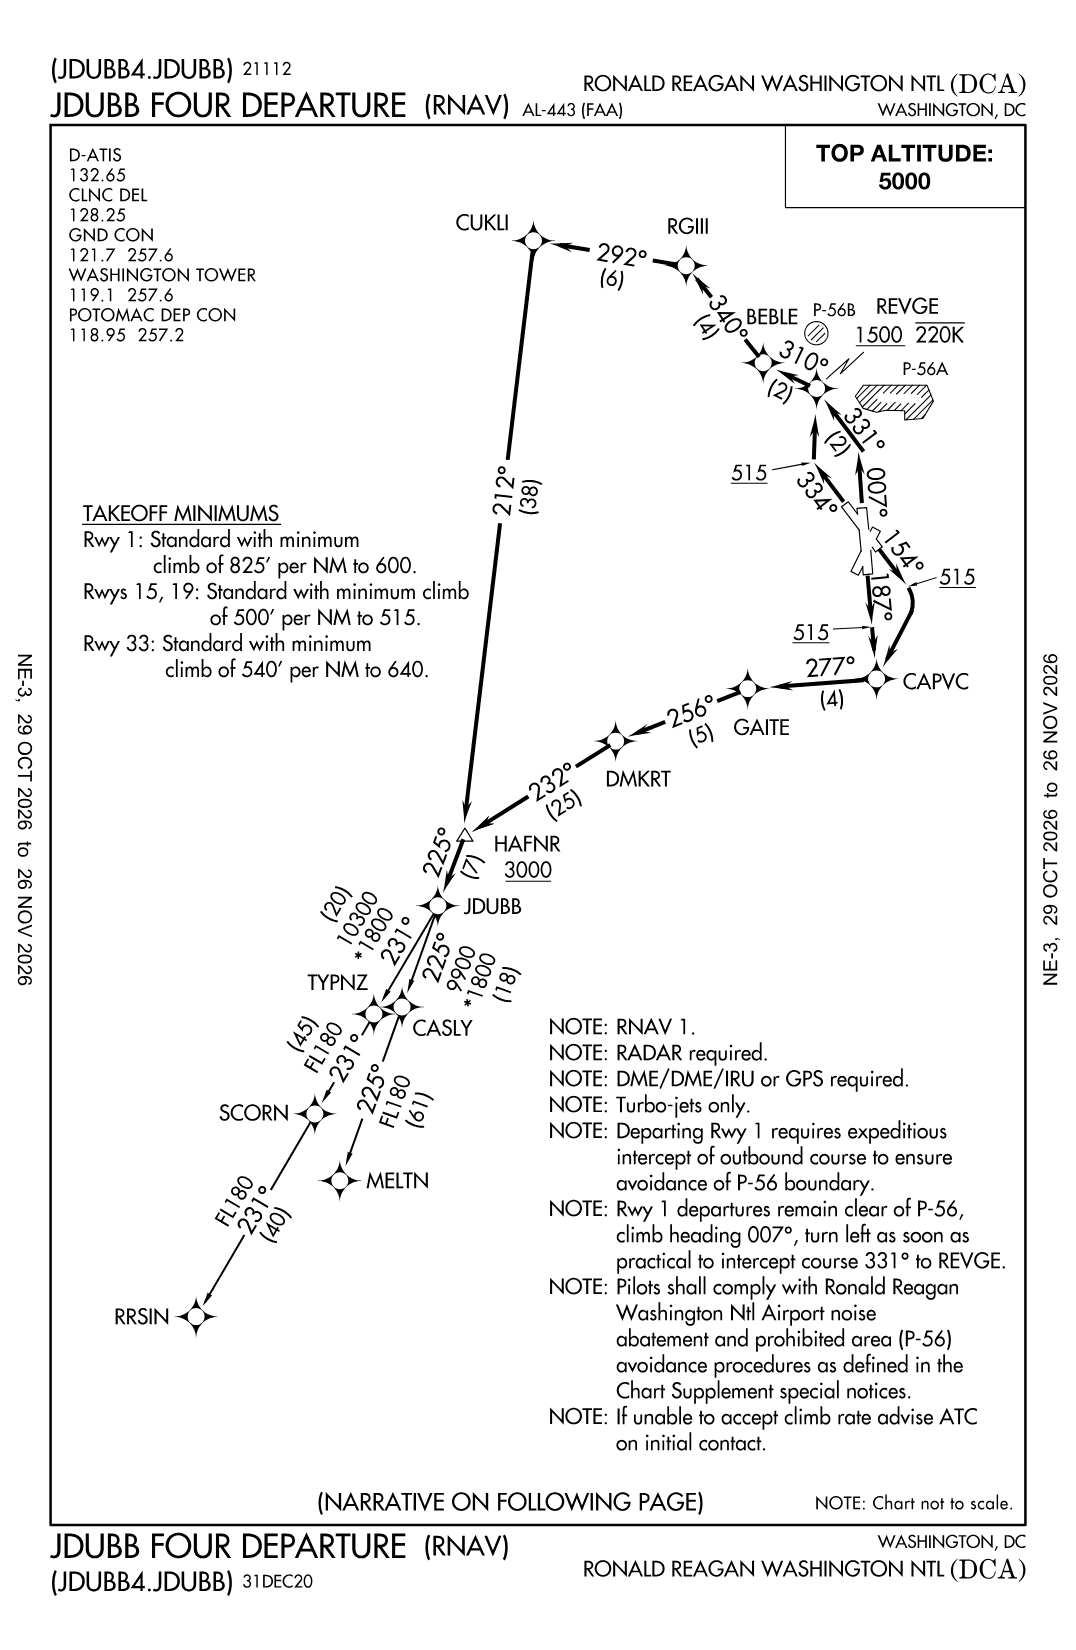 (JDUBB4.JDUBB) 21112
JDUBB FOUR DEPARTURE (RNAV) AL-443 (FAA)
RONALD REAGAN WASHINGTON NTL (DCA)
WASHINGTON, DC
D-ATIS
132.65
CLNC DEL
128.25
GND CON
121.7 257.6
WASHINGTON TOWER
119.1 257.6
POTOMAC DEP CON
118.95 257.2
TOP ALTITUDE:
5000
CUKLI
292°
(6)
RGIII
340°
(4)
BEBLE
P-56B
REVGE
1500 220K
310°
(2)
P-56A
331°
(2)
515
334°
007°
154°
515
187°
515
212°
(38)
TAKEOFF MINIMUMS
Rwy 1: Standard with minimum
climb of 825' per NM to 600.
Rwys 15, 19: Standard with minimum climb
of 500' per NM to 515.
Rwy 33: Standard with minimum
climb of 540' per NM to 640.
277°
(4)
CAPVC
256°
(5)
GAITE
DMKRT
232°
(25)
HAFNR
3000
225°
(7)
JDUBB
(20)
10300
*1800
231°
225°
9900
*1800
(18)
TYPNZ
CASLY
(45)
FL180
231°
225°
FL180
(61)
SCORN
MELTN
FL180
231°
(40)
RRSIN
NOTE: RNAV 1.
NOTE: RADAR required.
NOTE: DME/DME/IRU or GPS required.
NOTE: Turbo-jets only.
NOTE: Departing Rwy 1 requires expeditious
intercept of outbound course to ensure
avoidance of P-56 boundary.
NOTE: Rwy 1 departures remain clear of P-56,
climb heading 007°, turn left as soon as
practical to intercept course 331° to REVGE.
NOTE: Pilots shall comply with Ronald Reagan
Washington Ntl Airport noise
abatement and prohibited area (P-56)
avoidance procedures as defined in the
Chart Supplement special notices.
NOTE: If unable to accept climb rate advise ATC
on initial contact.
(NARRATIVE ON FOLLOWING PAGE)
NOTE: Chart not to scale.
JDUBB FOUR DEPARTURE (RNAV)
(JDUBB4.JDUBB) 31DEC20
WASHINGTON, DC
RONALD REAGAN WASHINGTON NTL (DCA)
NE-3, 29 OCT 2026 to 26 NOV 2026
NE-3, 29 OCT 2026 to 26 NOV 2026